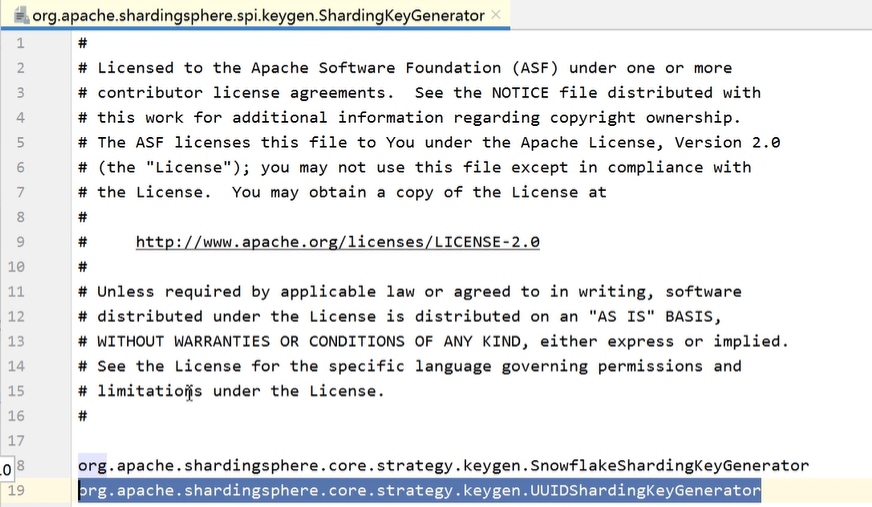 org.apache.shardingsphere.spi.keygen.ShardingKeyGenerator
1 #
2 # Licensed to the Apache Software Foundation (ASF) under one or more
3 # contributor license agreements. See the NOTICE file distributed with
4 # this work for additional information regarding copyright ownership.
5 # The ASF licenses this file to You under the Apache License, Version 2.0
6 # (the "License"); you may not use this file except in compliance with
7 # the License. You may obtain a copy of the License at
8 #
9 # http://www.apache.org/licenses/LICENSE-2.0
10 #
11 # Unless required by applicable law or agreed to in writing, software
12 # distributed under the License is distributed on an "AS IS" BASIS,
13 # WITHOUT WARRANTIES OR CONDITIONS OF ANY KIND, either express or implied.
14 # See the License for the specific language governing permissions and
15 # limitations under the License.
16 #
17
8 org.apache.shardingsphere.core.strategy.keygen.SnowflakeShardingKeyGenerator
19 org.apache.shardingsphere.core.strategy.keygen.UUIDShardingKeyGenerator